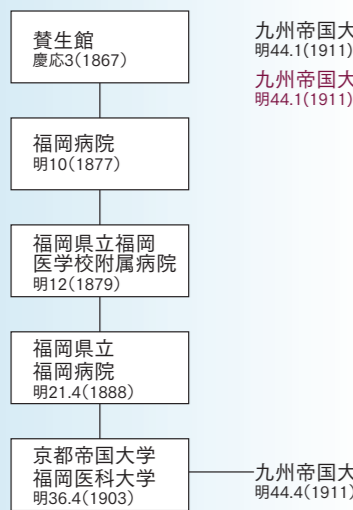 賛生館
慶応3(1867)
福岡病院
明10(1877)
福岡県立福岡
医学校附属病院
明12(1879)
福岡県立
福岡病院
明21.4(1888)
京都帝国大学
福岡医科大学
明36.4(1903)
九州帝国大
明44.1(1911)
九州帝国大
明44.1(1911)
九州帝国大
明44.4(1911)